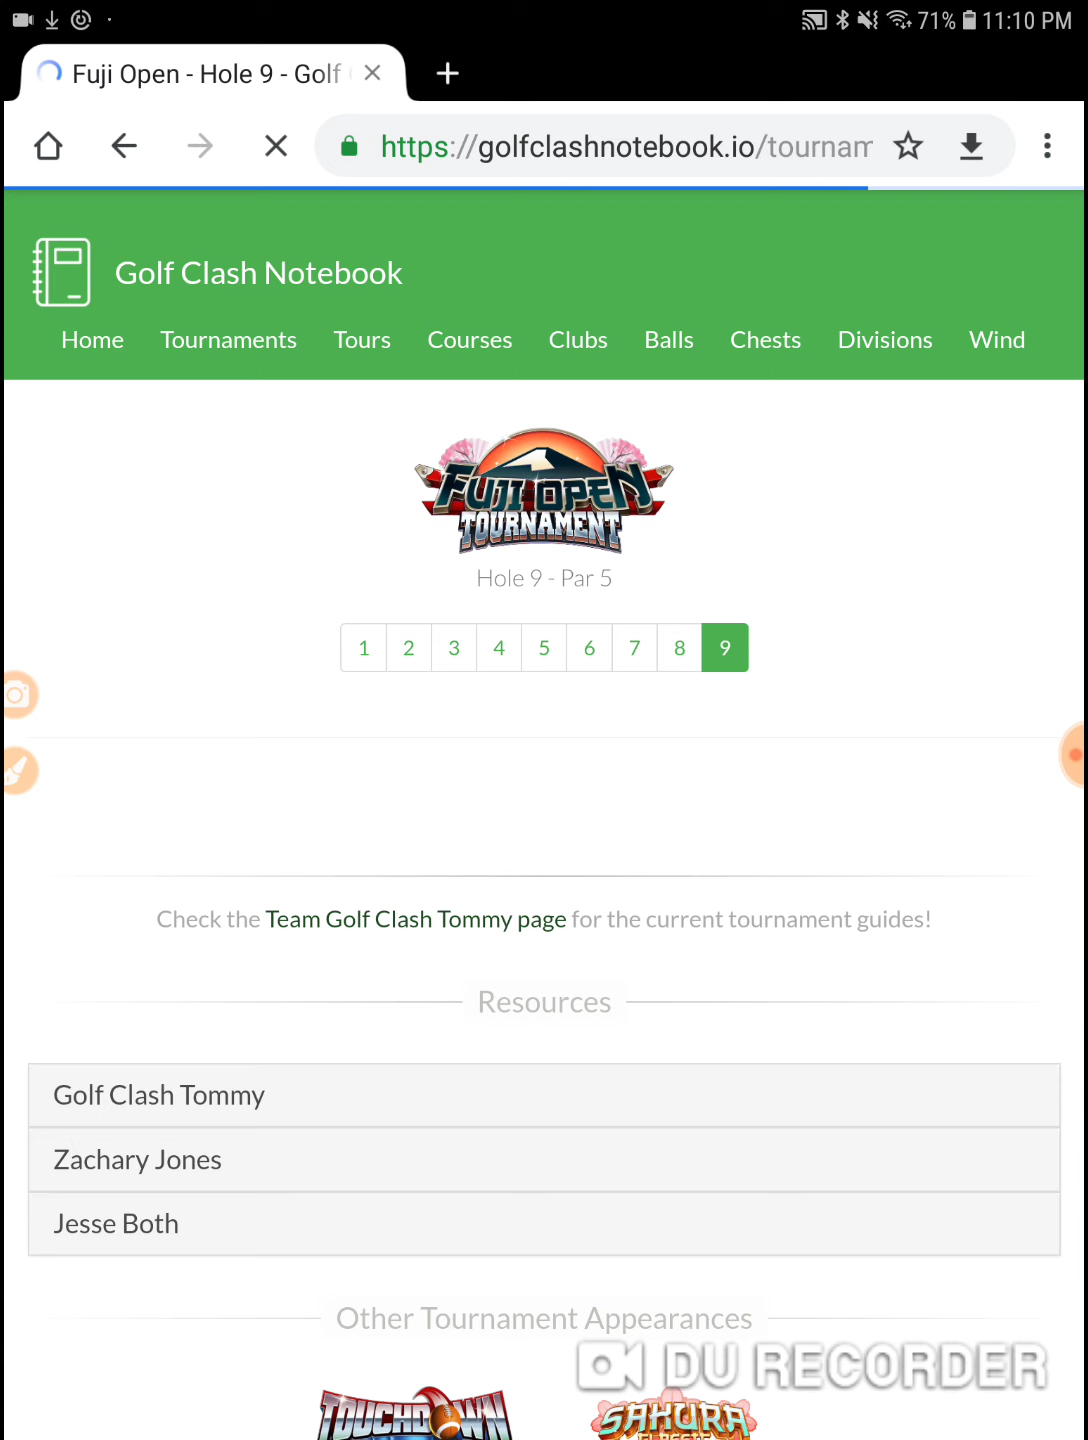 71% 11:10 PM
Fuji Open - Hole 9 - Golf
https://golfclashnotebook.io/tournam
Golf Clash Notebook
Home Tournaments Tours Courses Clubs Balls Chests Divisions Wind
FUJI OPEN
TOURNAMENT
Hole 9 - Par 5
1 2 3 4 5 6 7 8 9
Check the Team Golf Clash Tommy page for the current tournament guides!
Resources
Golf Clash Tommy
Zachary Jones
Jesse Both
Other Tournament Appearances
DU RECORDER
TOUCHDOWN SAKURA
CLASSIC